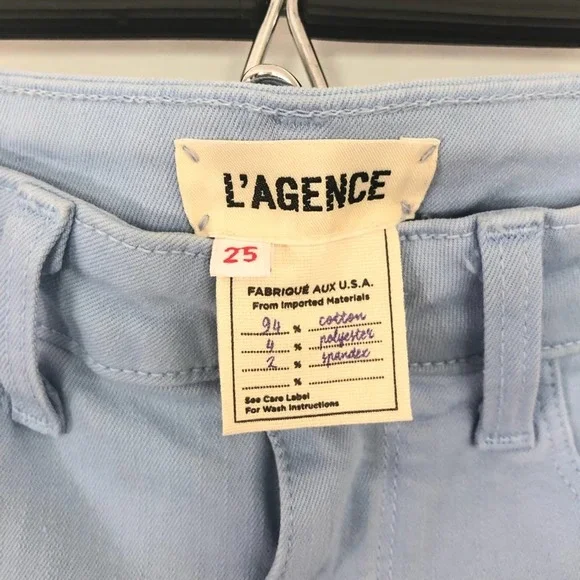 L'AGENCE
25
FABRIQUÉ AUX U.S.A.
From Imported Materials
94 % cotton
4 % polyester
2 % spandex
%
See Care Label
For Wash Instructions